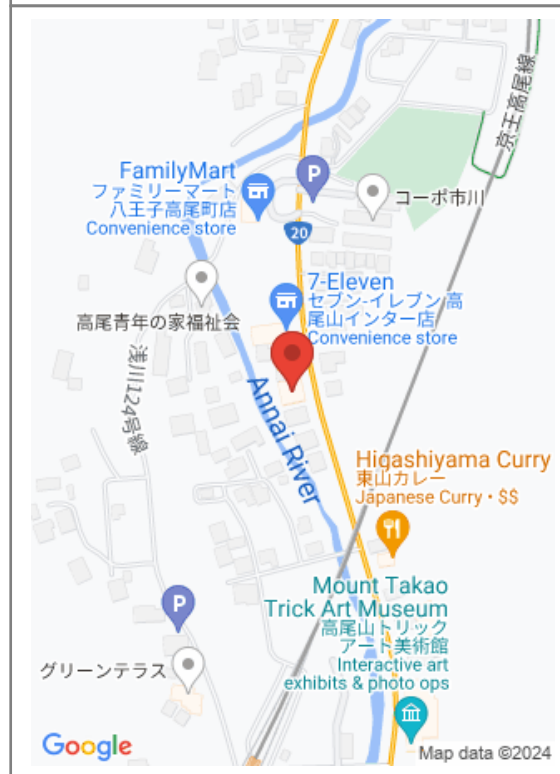 京王高尾線
FamilyMart
ファミリーマート
八王子高尾町店
Convenience store
P
コーポ市川
20
7-Eleven
セブン-イレブン 高
尾山インター店
Convenience store
高尾青年の家福祉会
浅川124号線
Annai River
Higashiyama Curry
東山カレー
Japanese Curry • $$
Mount Takao
Trick Art Museum
高尾山トリック
アート美術館
Interactive art
exhibits & photo ops
P
グリーンテラス
Google
Map data ©2024